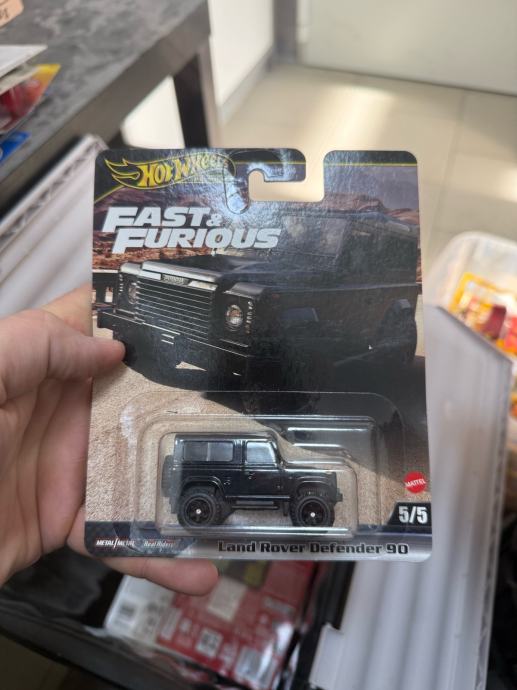 HOT WHEELS
FAST &
FURIOUS
MATTEL
5/5
METAL/METAL
Real Riders
Land Rover Defender 90